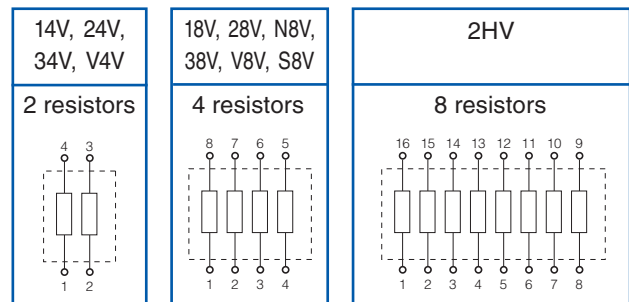 14V, 24V,
34V, V4V
2 resistors
4 3
1 2
18V, 28V, N8V,
38V, V8V, S8V
4 resistors
8 7 6 5
1 2 3 4
2HV
8 resistors
16 15 14 13 12 11 10 9
1 2 3 4 5 6 7 8